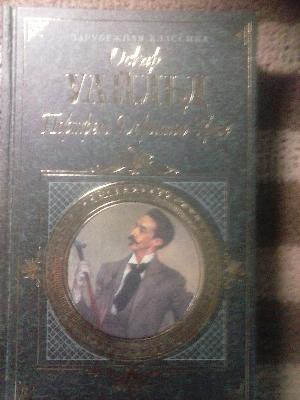 ЗАРУБЕЖНАЯ КЛАССИКА
Оскар
УАЙЛЬД
Портрет Дориана Грея